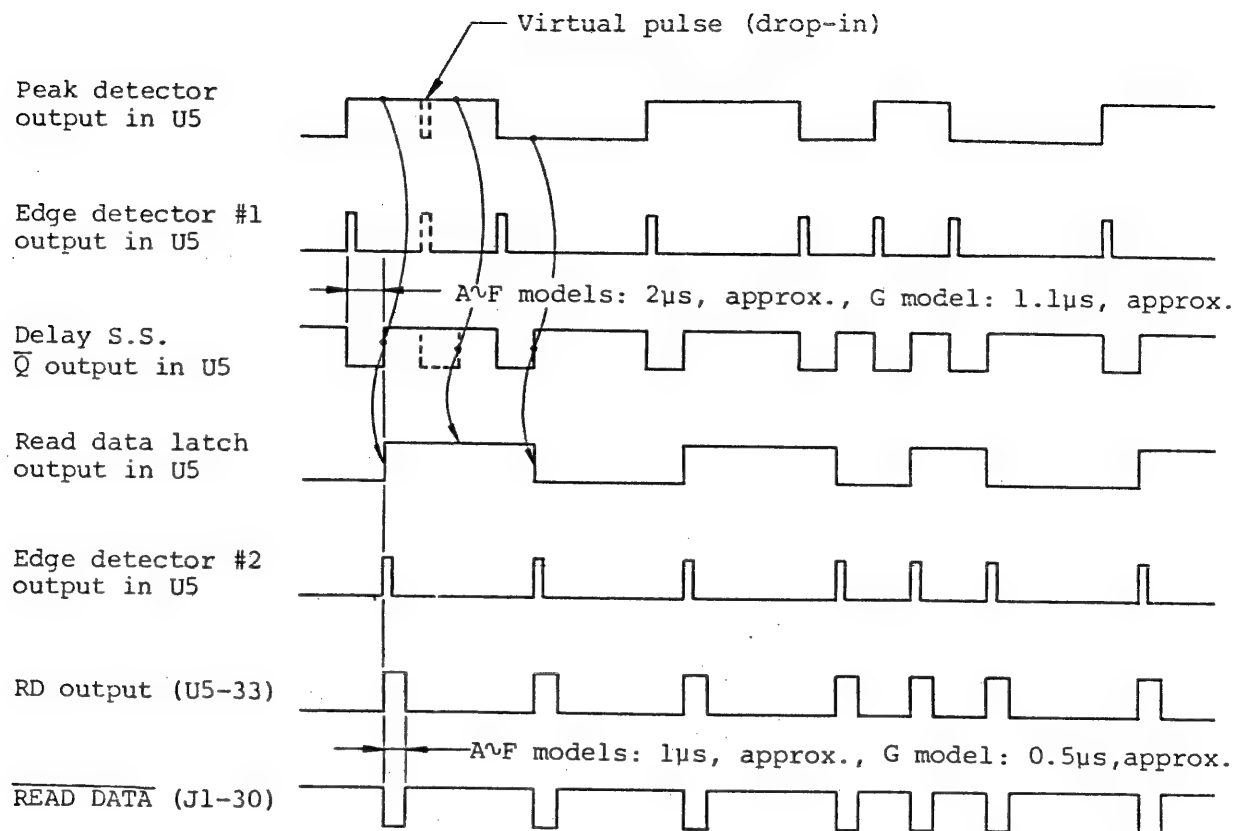 Virtual pulse (drop-in)
Peak detector
output in U5
Edge detector #1
output in U5
A∿F models: 2µs, approx., G model: 1.1µs, approx.
Delay S.S.
Q̅ output in U5
Read data latch
output in U5
Edge detector #2
output in U5
RD output (U5-33)
A∿F models: 1µs, approx., G model: 0.5µs,approx.
R̅E̅A̅D̅ ̅D̅A̅T̅A̅ (J1-30)